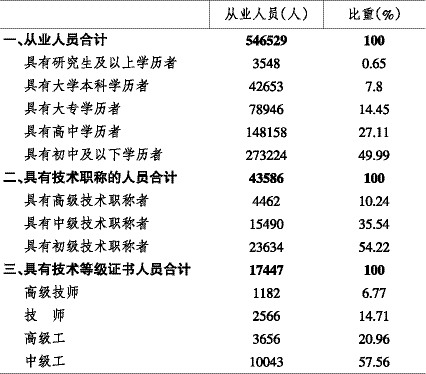 从业人员(人) 比重(%)
一、从业人员合计 546529 100
具有研究生及以上学历者 3548 0.65
具有大学本科学历者 42653 7.8
具有大专学历者 78946 14.45
具有高中学历者 148158 27.11
具有初中及以下学历者 273224 49.99
二、具有技术职称的人员合计 43586 100
具有高级技术职称者 4462 10.24
具有中级技术职称者 15490 35.54
具有初级技术职称者 23634 54.22
三、具有技术等级证书人员合计 17447 100
高级技师 1182 6.77
技 师 2566 14.71
高级工 3656 20.96
中级工 10043 57.56